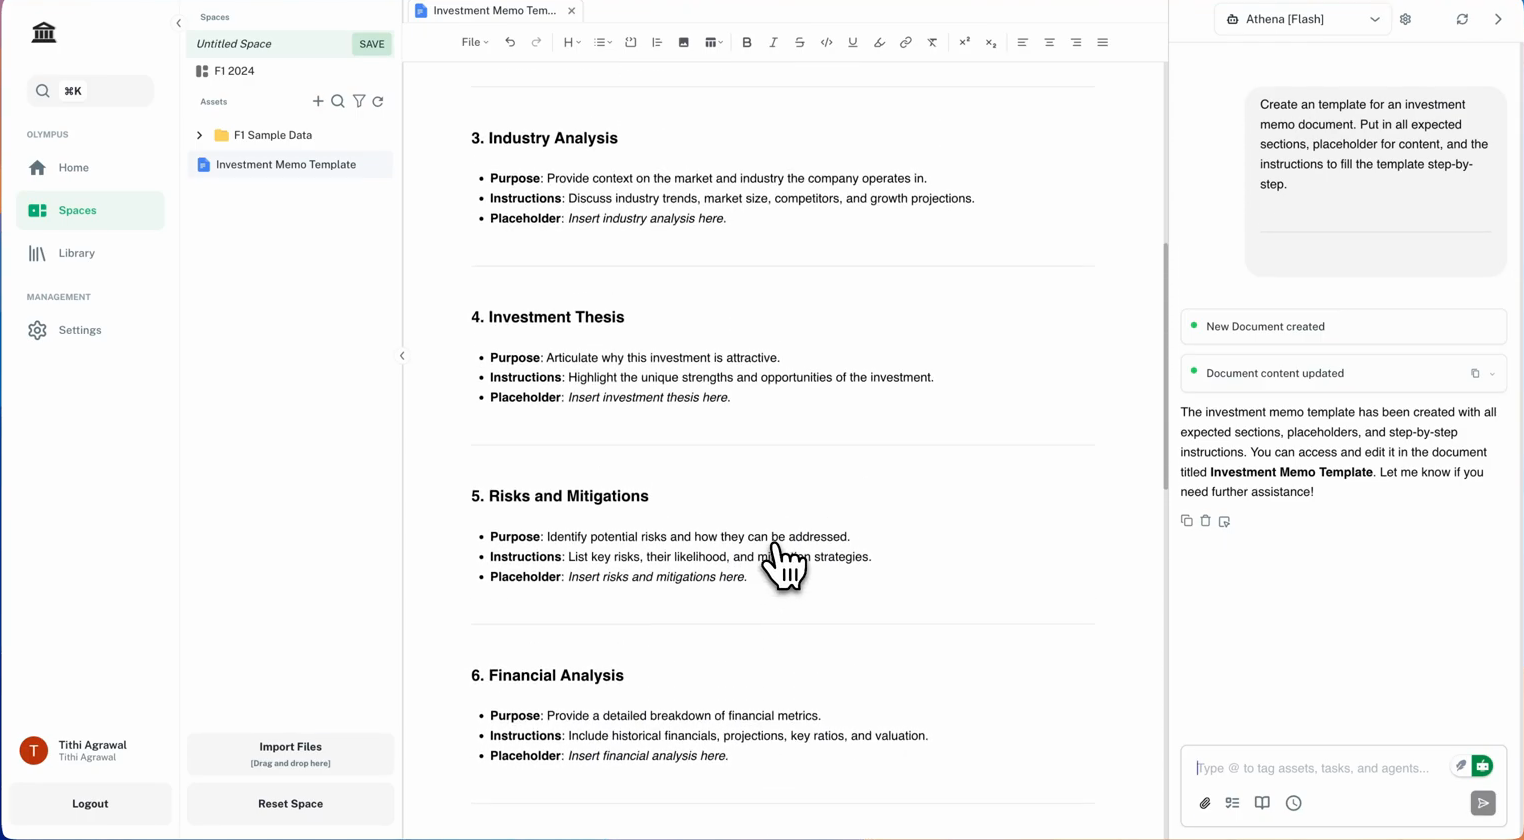 ⌘K
OLYMPUS
Home
Spaces
Library
MANAGEMENT
Settings
T
Tithi Agrawal
Tithi Agrawal
Logout
Spaces
Untitled Space
SAVE
F1 2024
Assets
F1 Sample Data
Investment Memo Template
Import Files
[Drag and drop here]
Reset Space
Investment Memo Tem...
File
H
B
I
S
U
x²
x₂
3. Industry Analysis
• Purpose: Provide context on the market and industry the company operates in.
• Instructions: Discuss industry trends, market size, competitors, and growth projections.
• Placeholder: Insert industry analysis here.
4. Investment Thesis
• Purpose: Articulate why this investment is attractive.
• Instructions: Highlight the unique strengths and opportunities of the investment.
• Placeholder: Insert investment thesis here.
5. Risks and Mitigations
• Purpose: Identify potential risks and how they can be addressed.
• Instructions: List key risks, their likelihood, and strategies.
• Placeholder: Insert risks and mitigations here.
6. Financial Analysis
• Purpose: Provide a detailed breakdown of financial metrics.
• Instructions: Include historical financials, projections, key ratios, and valuation.
• Placeholder: Insert financial analysis here.
Athena [Flash]
Create an template for an investment
memo document. Put in all expected
sections, placeholder for content, and the
instructions to fill the template step-by-
step.
New Document created
Document content updated
The investment memo template has been created with all
expected sections, placeholders, and step-by-step
instructions. You can access and edit it in the document
titled Investment Memo Template. Let me know if you
need further assistance!
Type @ to tag assets, tasks, and agents...